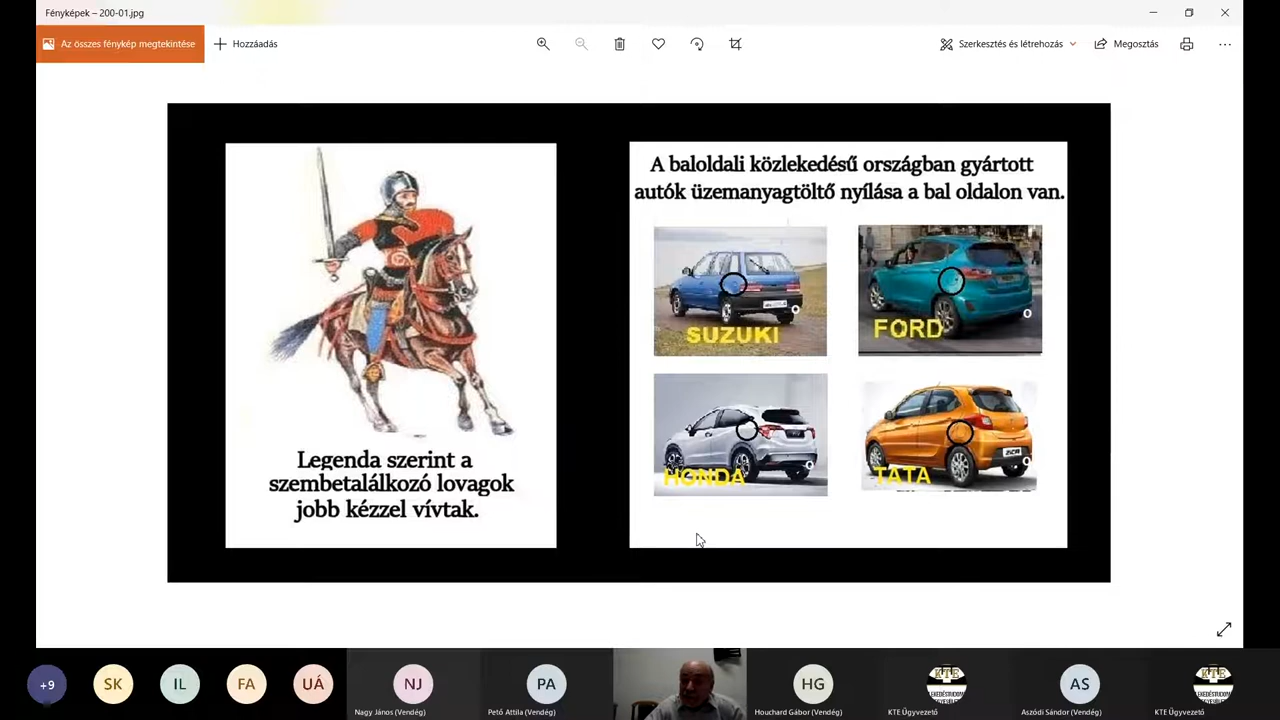 Fényképek – 200-01.jpg
Az összes fénykép megtekintése
Hozzáadás
Szerkesztés és létrehozás
Megosztás
Legenda szerint a
szembetalálkozó lovagok
jobb kézzel vívtak.
A baloldali közlekedésű országban gyártott
autók üzemanyagtöltő nyílása a bal oldalon van.
SUZUKI
FORD
HONDA
TATA
+9
SK
IL
FA
UÁ
NJ
Nagy János (Vendég)
PA
Pető Attila (Vendég)
HG
Houchard Gábor (Vendég)
KTE
KTE Ügyvezető
AS
Aszódi Sándor (Vendég)
KTE
KTE Ügyvezető